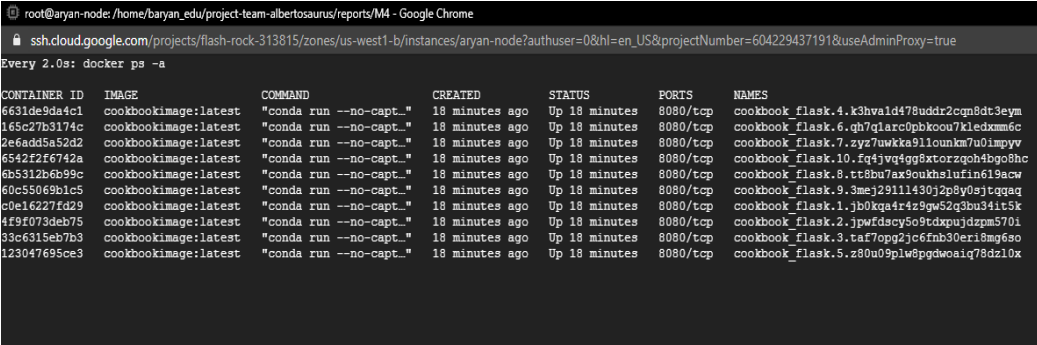 root@aryan-node: /home/baryan_edu/project-team-albertosaurus/reports/M4 - Google Chrome
ssh.cloud.google.com/projects/flash-rock-313815/zones/us-west1-b/instances/aryan-node?authuser=0&hl=en_US&projectNumber=604229437191&useAdminProxy=true
Every 2.0s: docker ps -a
CONTAINER ID IMAGE COMMAND CREATED STATUS PORTS NAMES
6631de9da4c1 cookbookimage:latest "conda run --no-capt…" 18 minutes ago Up 18 minutes 8080/tcp cookbook_flask.4.k3hva1d478uddr2cqn8dt3eym
165c27b3174c cookbookimage:latest "conda run --no-capt…" 18 minutes ago Up 18 minutes 8080/tcp cookbook_flask.6.qh7qlarc0pbkoou7kledxmm6c
2e6add5a52d2 cookbookimage:latest "conda run --no-capt…" 18 minutes ago Up 18 minutes 8080/tcp cookbook_flask.7.zyz7uwkka9l1ounkm7u0impyv
6542f2f6742a cookbookimage:latest "conda run --no-capt…" 18 minutes ago Up 18 minutes 8080/tcp cookbook_flask.10.fq4jvq4gg8xtorzqoh4bgo8hc
6b5312b6b99c cookbookimage:latest "conda run --no-capt…" 18 minutes ago Up 18 minutes 8080/tcp cookbook_flask.8.tt8bu7ax9oukhslufin619acw
60c55069b1c5 cookbookimage:latest "conda run --no-capt…" 18 minutes ago Up 18 minutes 8080/tcp cookbook_flask.9.3mej291ll430j2p8y0sjtqqaq
c0e16227fd29 cookbookimage:latest "conda run --no-capt…" 18 minutes ago Up 18 minutes 8080/tcp cookbook_flask.1.jb0kqa4r4z9gw52q3bu34it5k
4f9f073deb75 cookbookimage:latest "conda run --no-capt…" 18 minutes ago Up 18 minutes 8080/tcp cookbook_flask.2.jpwfdscy5o9tdxpujdzpm570i
33c6315eb7b3 cookbookimage:latest "conda run --no-capt…" 18 minutes ago Up 18 minutes 8080/tcp cookbook_flask.3.taf7opg2jc6fnb30eri8mg6so
123047695ce3 cookbookimage:latest "conda run --no-capt…" 18 minutes ago Up 18 minutes 8080/tcp cookbook_flask.5.z80u09plw8pgdwoaiq78dzl0x